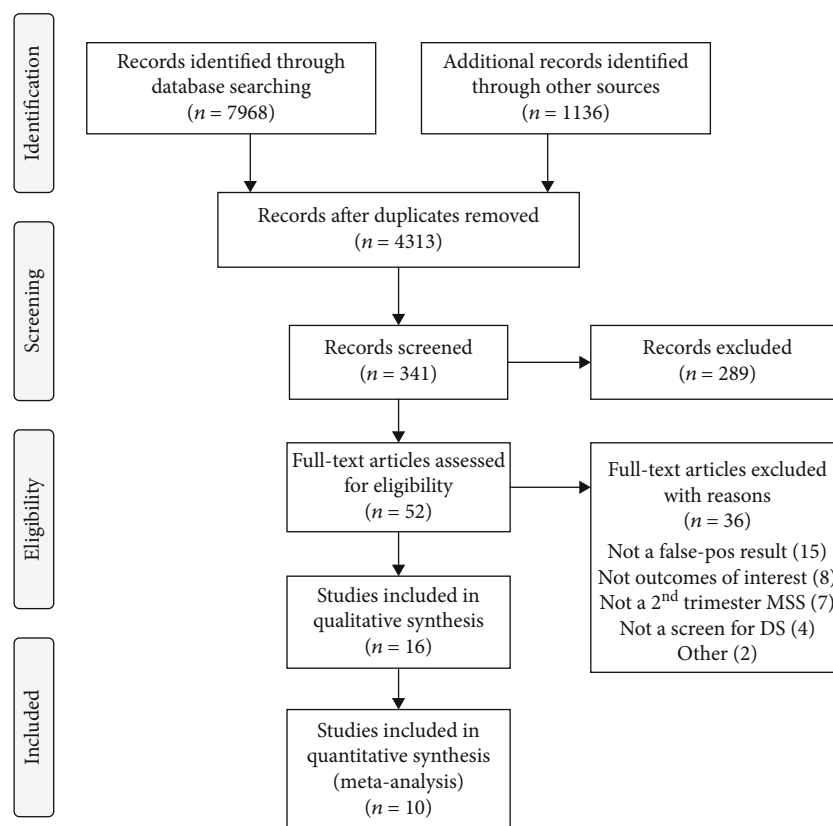 Identification
Records identified through
database searching
(n = 7968)
Additional records identified
through other sources
(n = 1136)
Records after duplicates removed
(n = 4313)
Screening
Records screened
(n = 341)
Records excluded
(n = 289)
Eligibility
Full-text articles assessed
for eligibility
(n = 52)
Full-text articles excluded
with reasons
(n = 36)
Not a false-pos result (15)
Not outcomes of interest (8)
Not a 2nd trimester MSS (7)
Not a screen for DS (4)
Other (2)
Studies included in
qualitative synthesis
(n = 16)
Included
Studies included in
quantitative synthesis
(meta-analysis)
(n = 10)